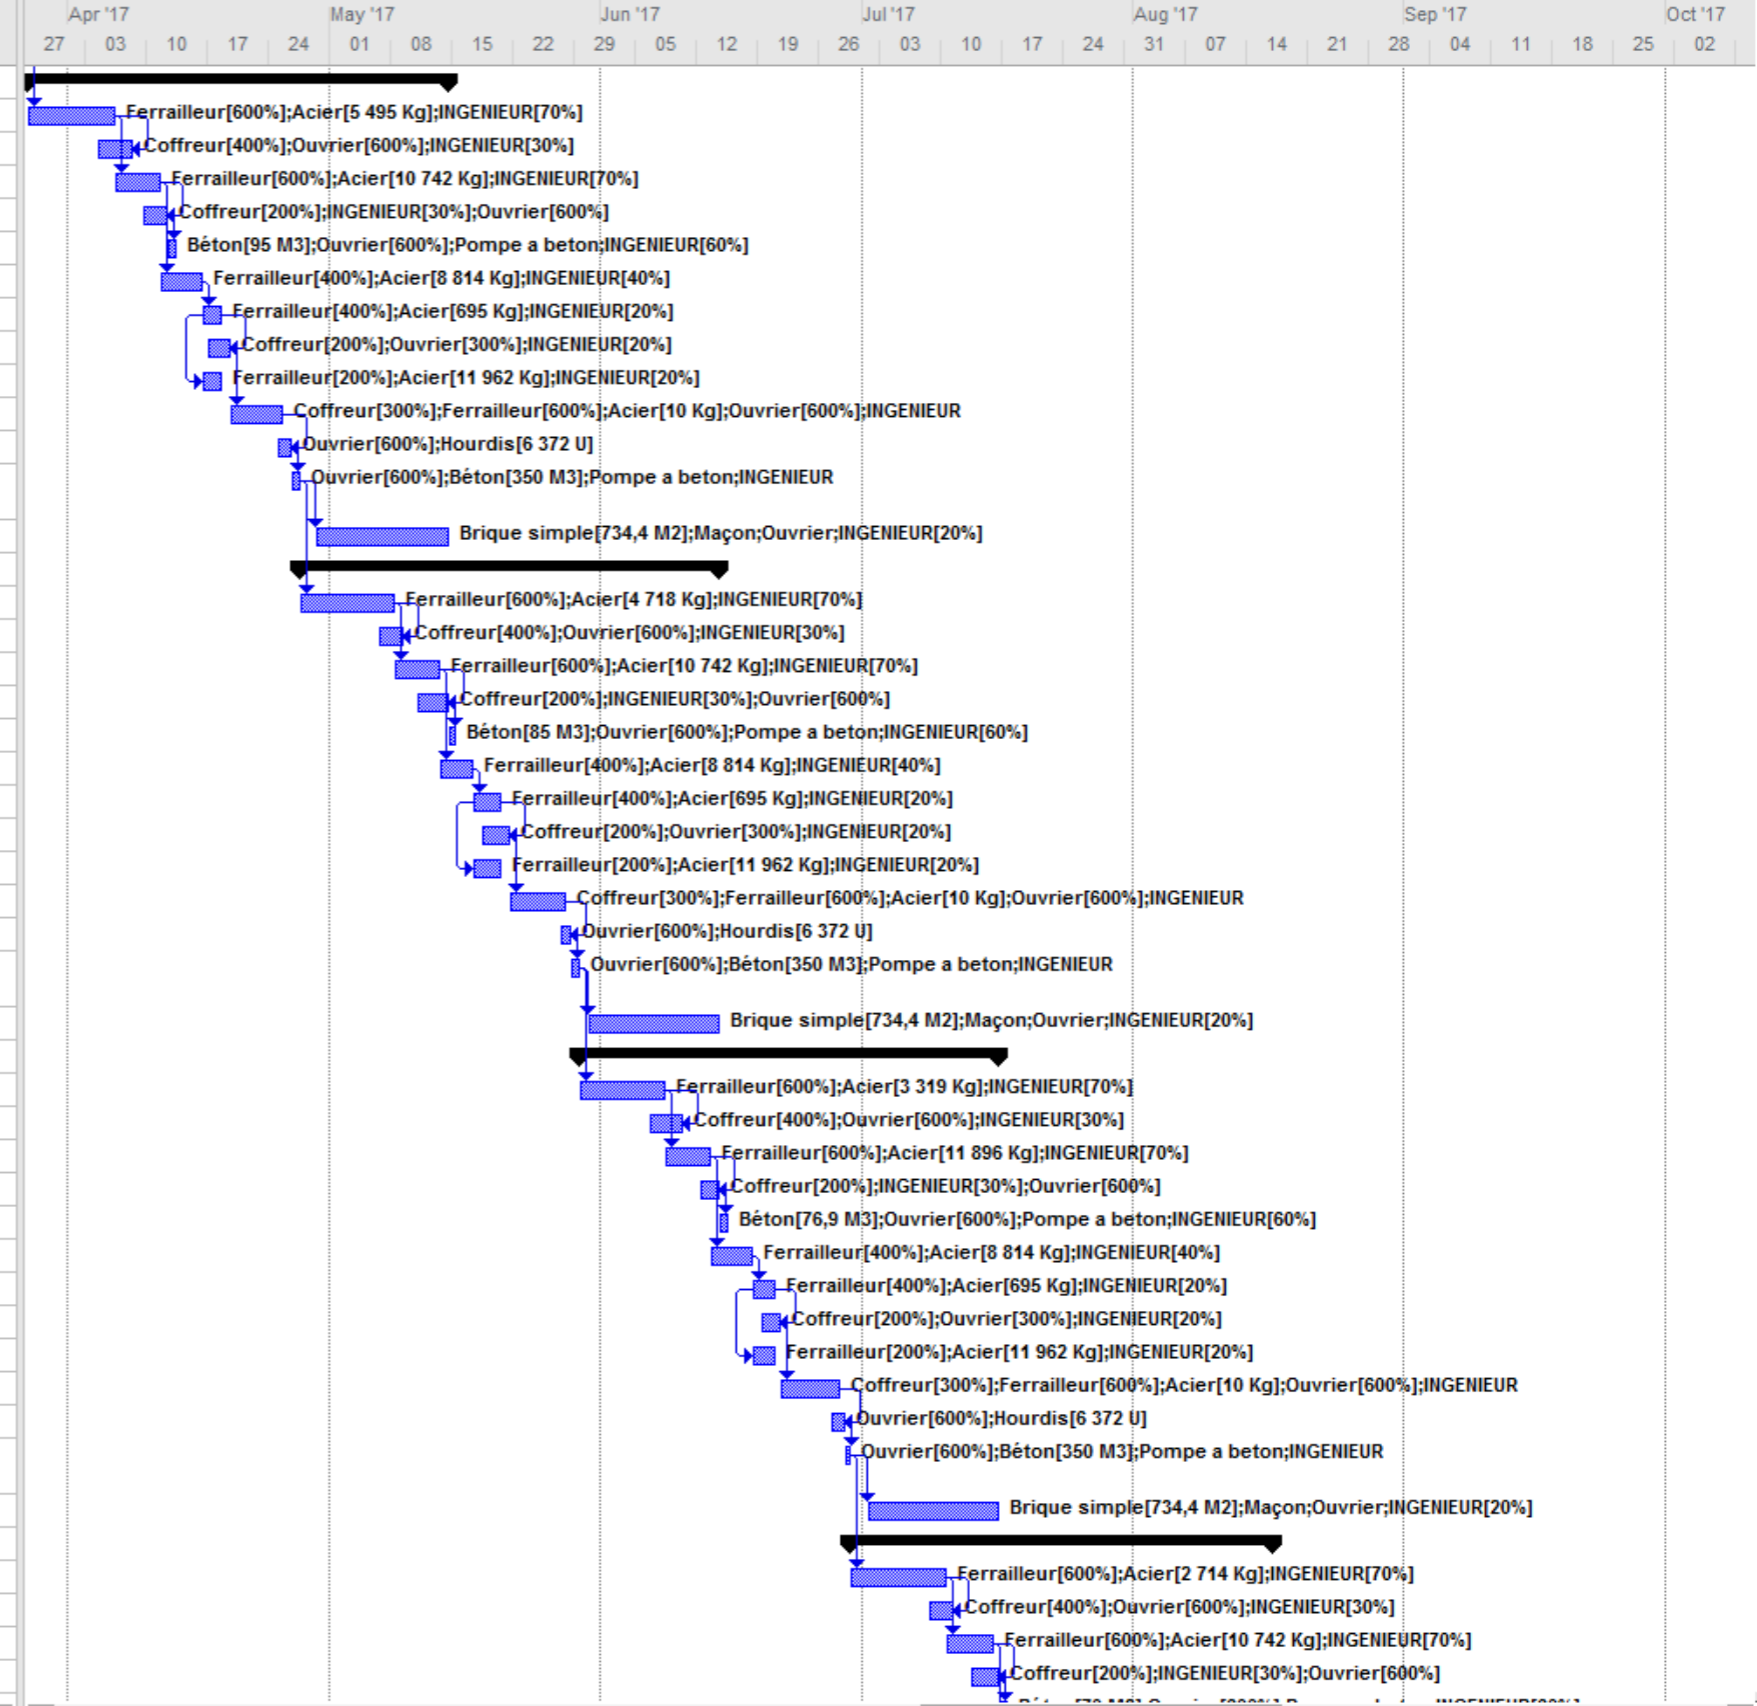 Apr '17 May '17 Jun '17 Jul '17 Aug '17 Sep '17 Oct '17
27 03 10 17 24 01 08 15 22 29 05 12 19 26 03 10 17 24 31 07 14 21 28 04 11 18 25 02
Ferrailleur[600%];Acier[5 495 Kg];INGENIEUR[70%]
Coffreur[400%];Ouvrier[600%];INGENIEUR[30%]
Ferrailleur[600%];Acier[10 742 Kg];INGENIEUR[70%]
Coffreur[200%];INGENIEUR[30%];Ouvrier[600%]
Béton[95 M3];Ouvrier[600%];Pompe a beton;INGENIEUR[60%]
Ferrailleur[400%];Acier[8 814 Kg];INGENIEUR[40%]
Ferrailleur[400%];Acier[695 Kg];INGENIEUR[20%]
Coffreur[200%];Ouvrier[300%];INGENIEUR[20%]
Ferrailleur[200%];Acier[11 962 Kg];INGENIEUR[20%]
Coffreur[300%];Ferrailleur[600%];Acier[10 Kg];Ouvrier[600%];INGENIEUR
Ouvrier[600%];Hourdis[6 372 U]
Ouvrier[600%];Béton[350 M3];Pompe a beton;INGENIEUR
Brique simple[734,4 M2];Maçon;Ouvrier;INGENIEUR[20%]
Ferrailleur[600%];Acier[4 718 Kg];INGENIEUR[70%]
Coffreur[400%];Ouvrier[600%];INGENIEUR[30%]
Ferrailleur[600%];Acier[10 742 Kg];INGENIEUR[70%]
Coffreur[200%];INGENIEUR[30%];Ouvrier[600%]
Béton[85 M3];Ouvrier[600%];Pompe a beton;INGENIEUR[60%]
Ferrailleur[400%];Acier[8 814 Kg];INGENIEUR[40%]
Ferrailleur[400%];Acier[695 Kg];INGENIEUR[20%]
Coffreur[200%];Ouvrier[300%];INGENIEUR[20%]
Ferrailleur[200%];Acier[11 962 Kg];INGENIEUR[20%]
Coffreur[300%];Ferrailleur[600%];Acier[10 Kg];Ouvrier[600%];INGENIEUR
Ouvrier[600%];Hourdis[6 372 U]
Ouvrier[600%];Béton[350 M3];Pompe a beton;INGENIEUR
Brique simple[734,4 M2];Maçon;Ouvrier;INGENIEUR[20%]
Ferrailleur[600%];Acier[3 319 Kg];INGENIEUR[70%]
Coffreur[400%];Ouvrier[600%];INGENIEUR[30%]
Ferrailleur[600%];Acier[11 896 Kg];INGENIEUR[70%]
Coffreur[200%];INGENIEUR[30%];Ouvrier[600%]
Béton[76,9 M3];Ouvrier[600%];Pompe a beton;INGENIEUR[60%]
Ferrailleur[400%];Acier[8 814 Kg];INGENIEUR[40%]
Ferrailleur[400%];Acier[695 Kg];INGENIEUR[20%]
Coffreur[200%];Ouvrier[300%];INGENIEUR[20%]
Ferrailleur[200%];Acier[11 962 Kg];INGENIEUR[20%]
Coffreur[300%];Ferrailleur[600%];Acier[10 Kg];Ouvrier[600%];INGENIEUR
Ouvrier[600%];Hourdis[6 372 U]
Ouvrier[600%];Béton[350 M3];Pompe a beton;INGENIEUR
Brique simple[734,4 M2];Maçon;Ouvrier;INGENIEUR[20%]
Ferrailleur[600%];Acier[2 714 Kg];INGENIEUR[70%]
Coffreur[400%];Ouvrier[600%];INGENIEUR[30%]
Ferrailleur[600%];Acier[10 742 Kg];INGENIEUR[70%]
Coffreur[200%];INGENIEUR[30%];Ouvrier[600%]